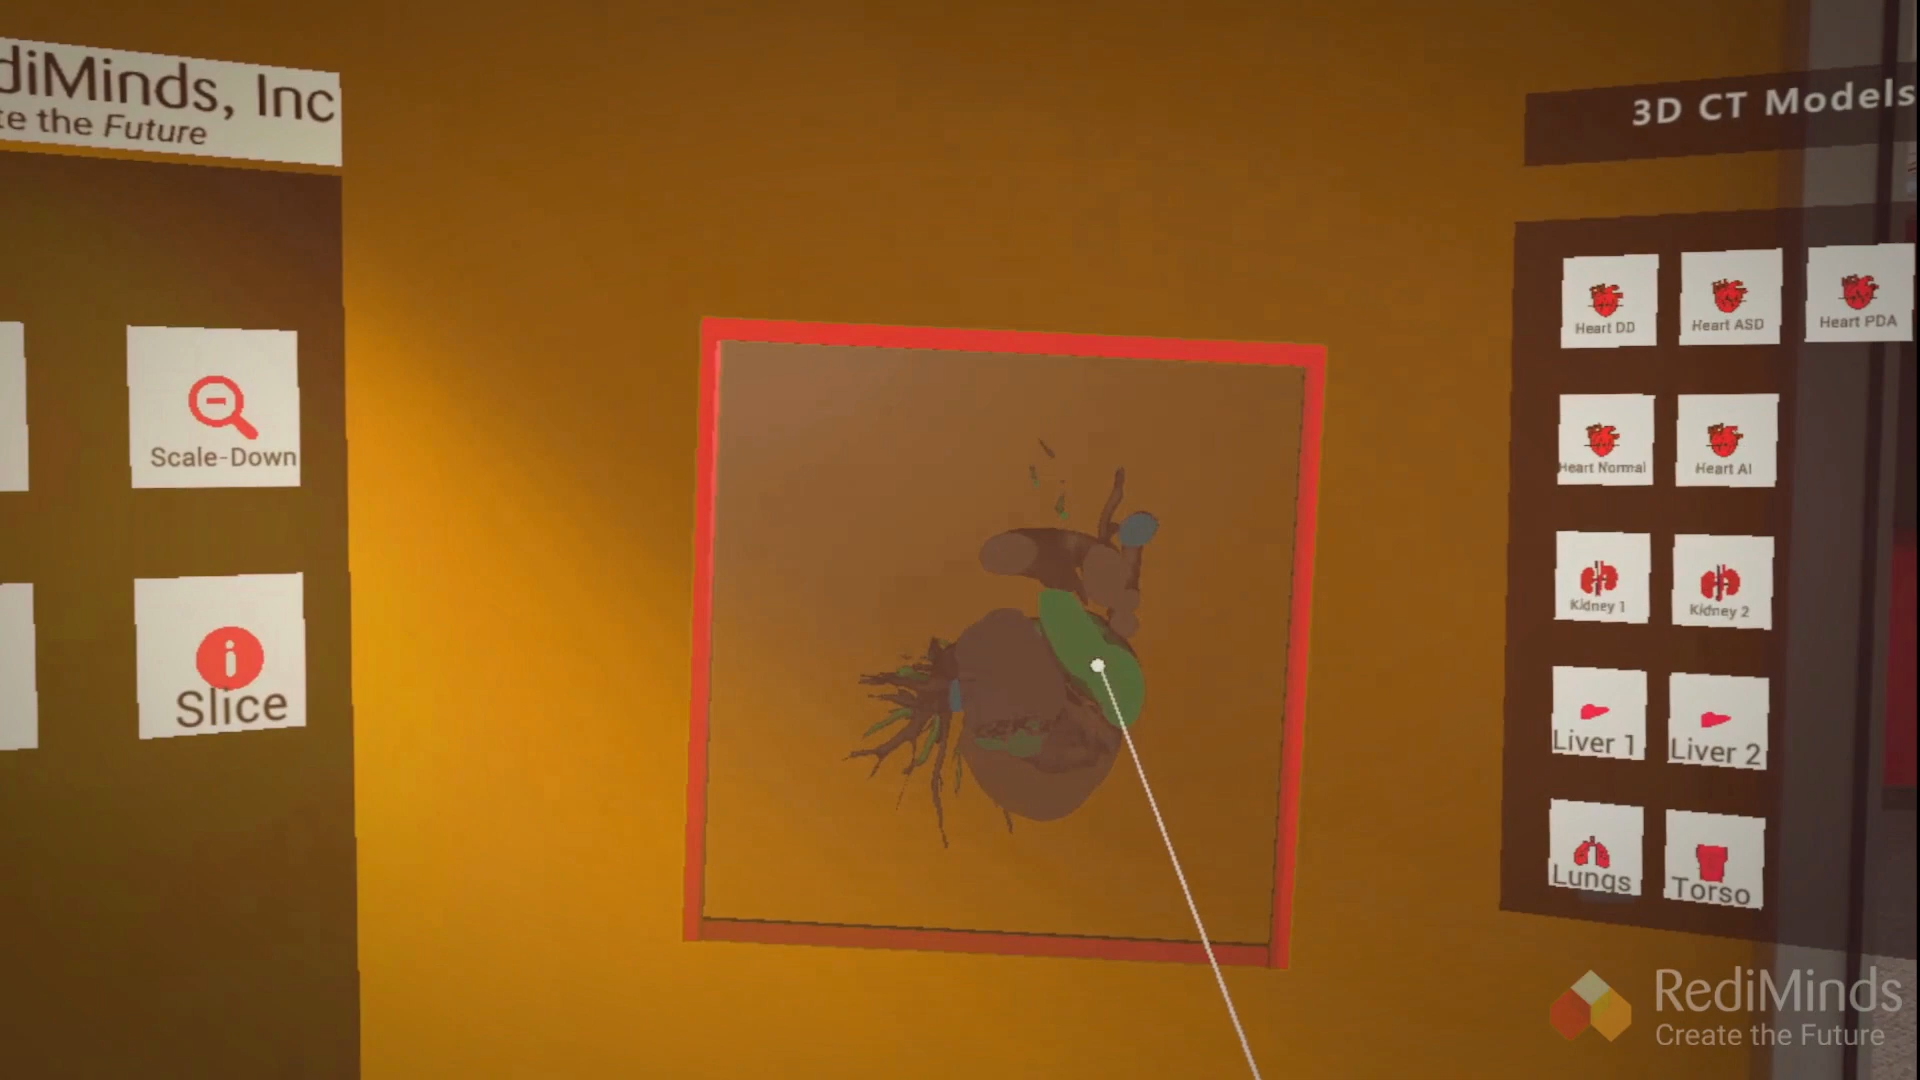 diMinds, Inc
te the Future
Scale-Down
Slice
3D CT Models
Heart DD
Heart ASD
Heart PDA
Heart Normal
Heart AI
Kidney 1
Kidney 2
Liver 1
Liver 2
Lungs
Torso
RediMinds
Create the Future